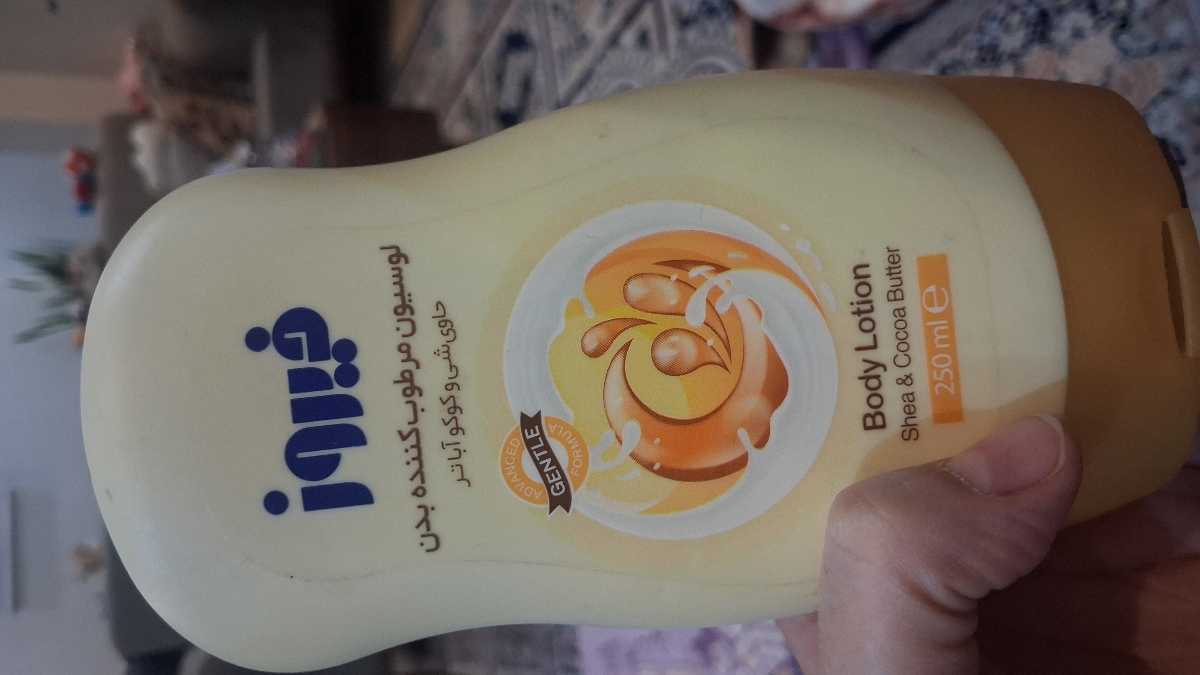 فیروز
لوسیون مرطوب‌کننده بدن
حاوی شی و کوکو آباتر
ADVANCED
GENTLE
FORMULA
Body Lotion
Shea & Cocoa Butter
250 ml e